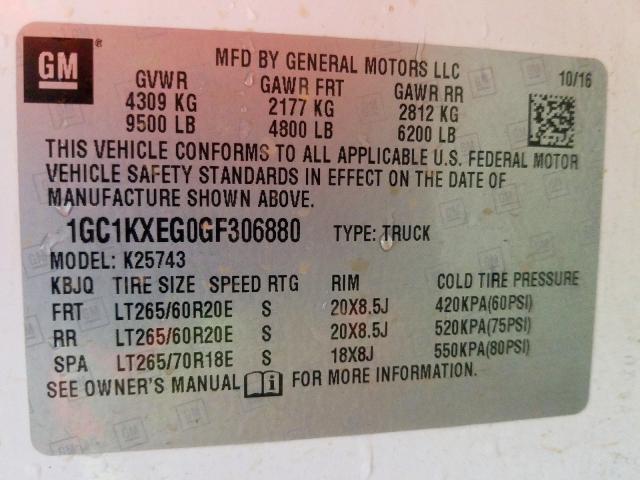 GM ®
MFD BY GENERAL MOTORS LLC
10/16
GVWR GAWR FRT GAWR RR
4309 KG 2177 KG 2812 KG
9500 LB 4800 LB 6200 LB
THIS VEHICLE CONFORMS TO ALL APPLICABLE U.S. FEDERAL MOTOR
VEHICLE SAFETY STANDARDS IN EFFECT ON THE DATE OF
MANUFACTURE SHOWN ABOVE.
1GC1KXEG0GF306880 TYPE: TRUCK
MODEL: K25743
KBJQ TIRE SIZE SPEED RTG RIM COLD TIRE PRESSURE
FRT LT265/60R20E S 20X8.5J 420KPA(60PSI)
RR LT265/60R20E S 20X8.5J 520KPA(75PSI)
SPA LT265/70R18E S 18X8J 550KPA(80PSI)
SEE OWNER'S MANUAL FOR MORE INFORMATION.